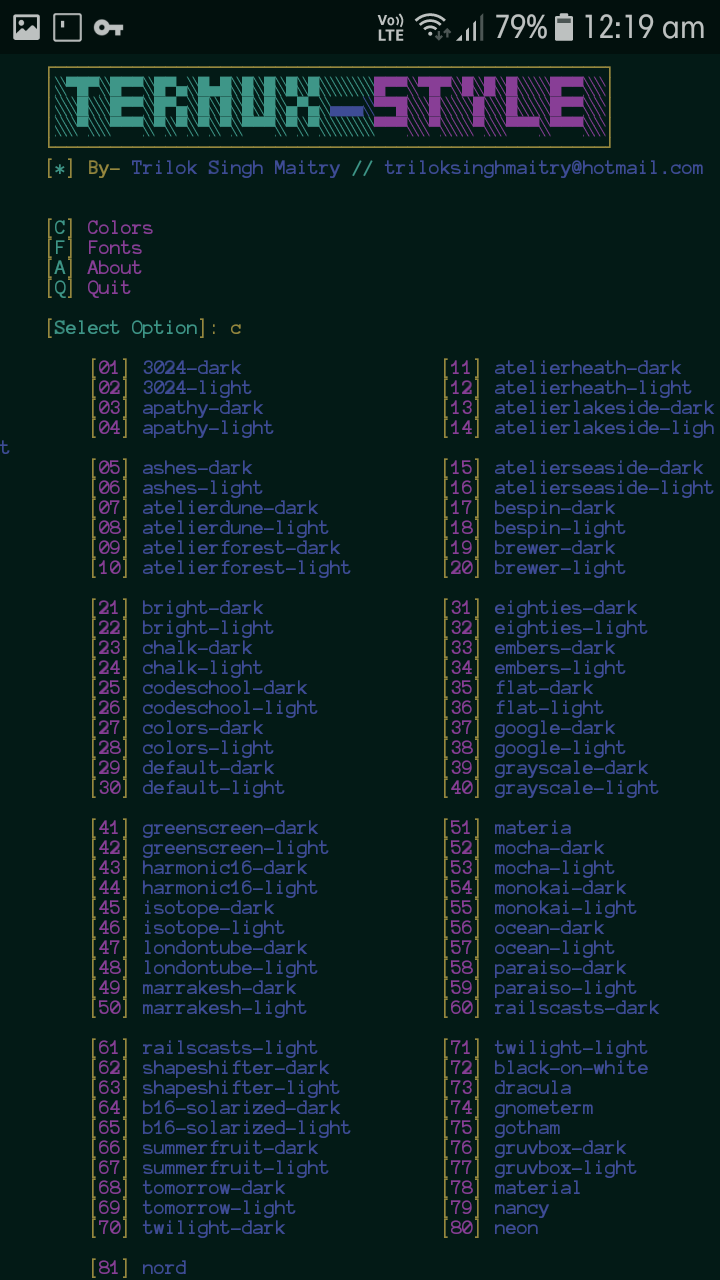 Vo)) LTE 79% 12:19 am
TERMUX-STYLE
[*] By- Trilok Singh Maitry // triloksinghmaitry@hotmail.com
[C] Colors
[F] Fonts
[A] About
[Q] Quit
[Select Option]: c
[01] 3024-dark [11] atelierheath-dark
[02] 3024-light [12] atelierheath-light
[03] apathy-dark [13] atelierlakeside-dark
[04] apathy-light [14] atelierlakeside-ligh
t
[05] ashes-dark [15] atelierseaside-dark
[06] ashes-light [16] atelierseaside-light
[07] atelierdune-dark [17] bespin-dark
[08] atelierdune-light [18] bespin-light
[09] atelierforest-dark [19] brewer-dark
[10] atelierforest-light [20] brewer-light
[21] bright-dark [31] eighties-dark
[22] bright-light [32] eighties-light
[23] chalk-dark [33] embers-dark
[24] chalk-light [34] embers-light
[25] codeschool-dark [35] flat-dark
[26] codeschool-light [36] flat-light
[27] colors-dark [37] google-dark
[28] colors-light [38] google-light
[29] default-dark [39] grayscale-dark
[30] default-light [40] grayscale-light
[41] greenscreen-dark [51] materia
[42] greenscreen-light [52] mocha-dark
[43] harmonic16-dark [53] mocha-light
[44] harmonic16-light [54] monokai-dark
[45] isotope-dark [55] monokai-light
[46] isotope-light [56] ocean-dark
[47] londontube-dark [57] ocean-light
[48] londontube-light [58] paraiso-dark
[49] marrakesh-dark [59] paraiso-light
[50] marrakesh-light [60] railscasts-dark
[61] railscasts-light [71] twilight-light
[62] shapeshifter-dark [72] black-on-white
[63] shapeshifter-light [73] dracula
[64] b16-solarized-dark [74] gnometerm
[65] b16-solarized-light [75] gotham
[66] summerfruit-dark [76] gruvbox-dark
[67] summerfruit-light [77] gruvbox-light
[68] tomorrow-dark [78] material
[69] tomorrow-light [79] nancy
[70] twilight-dark [80] neon
[81] nord